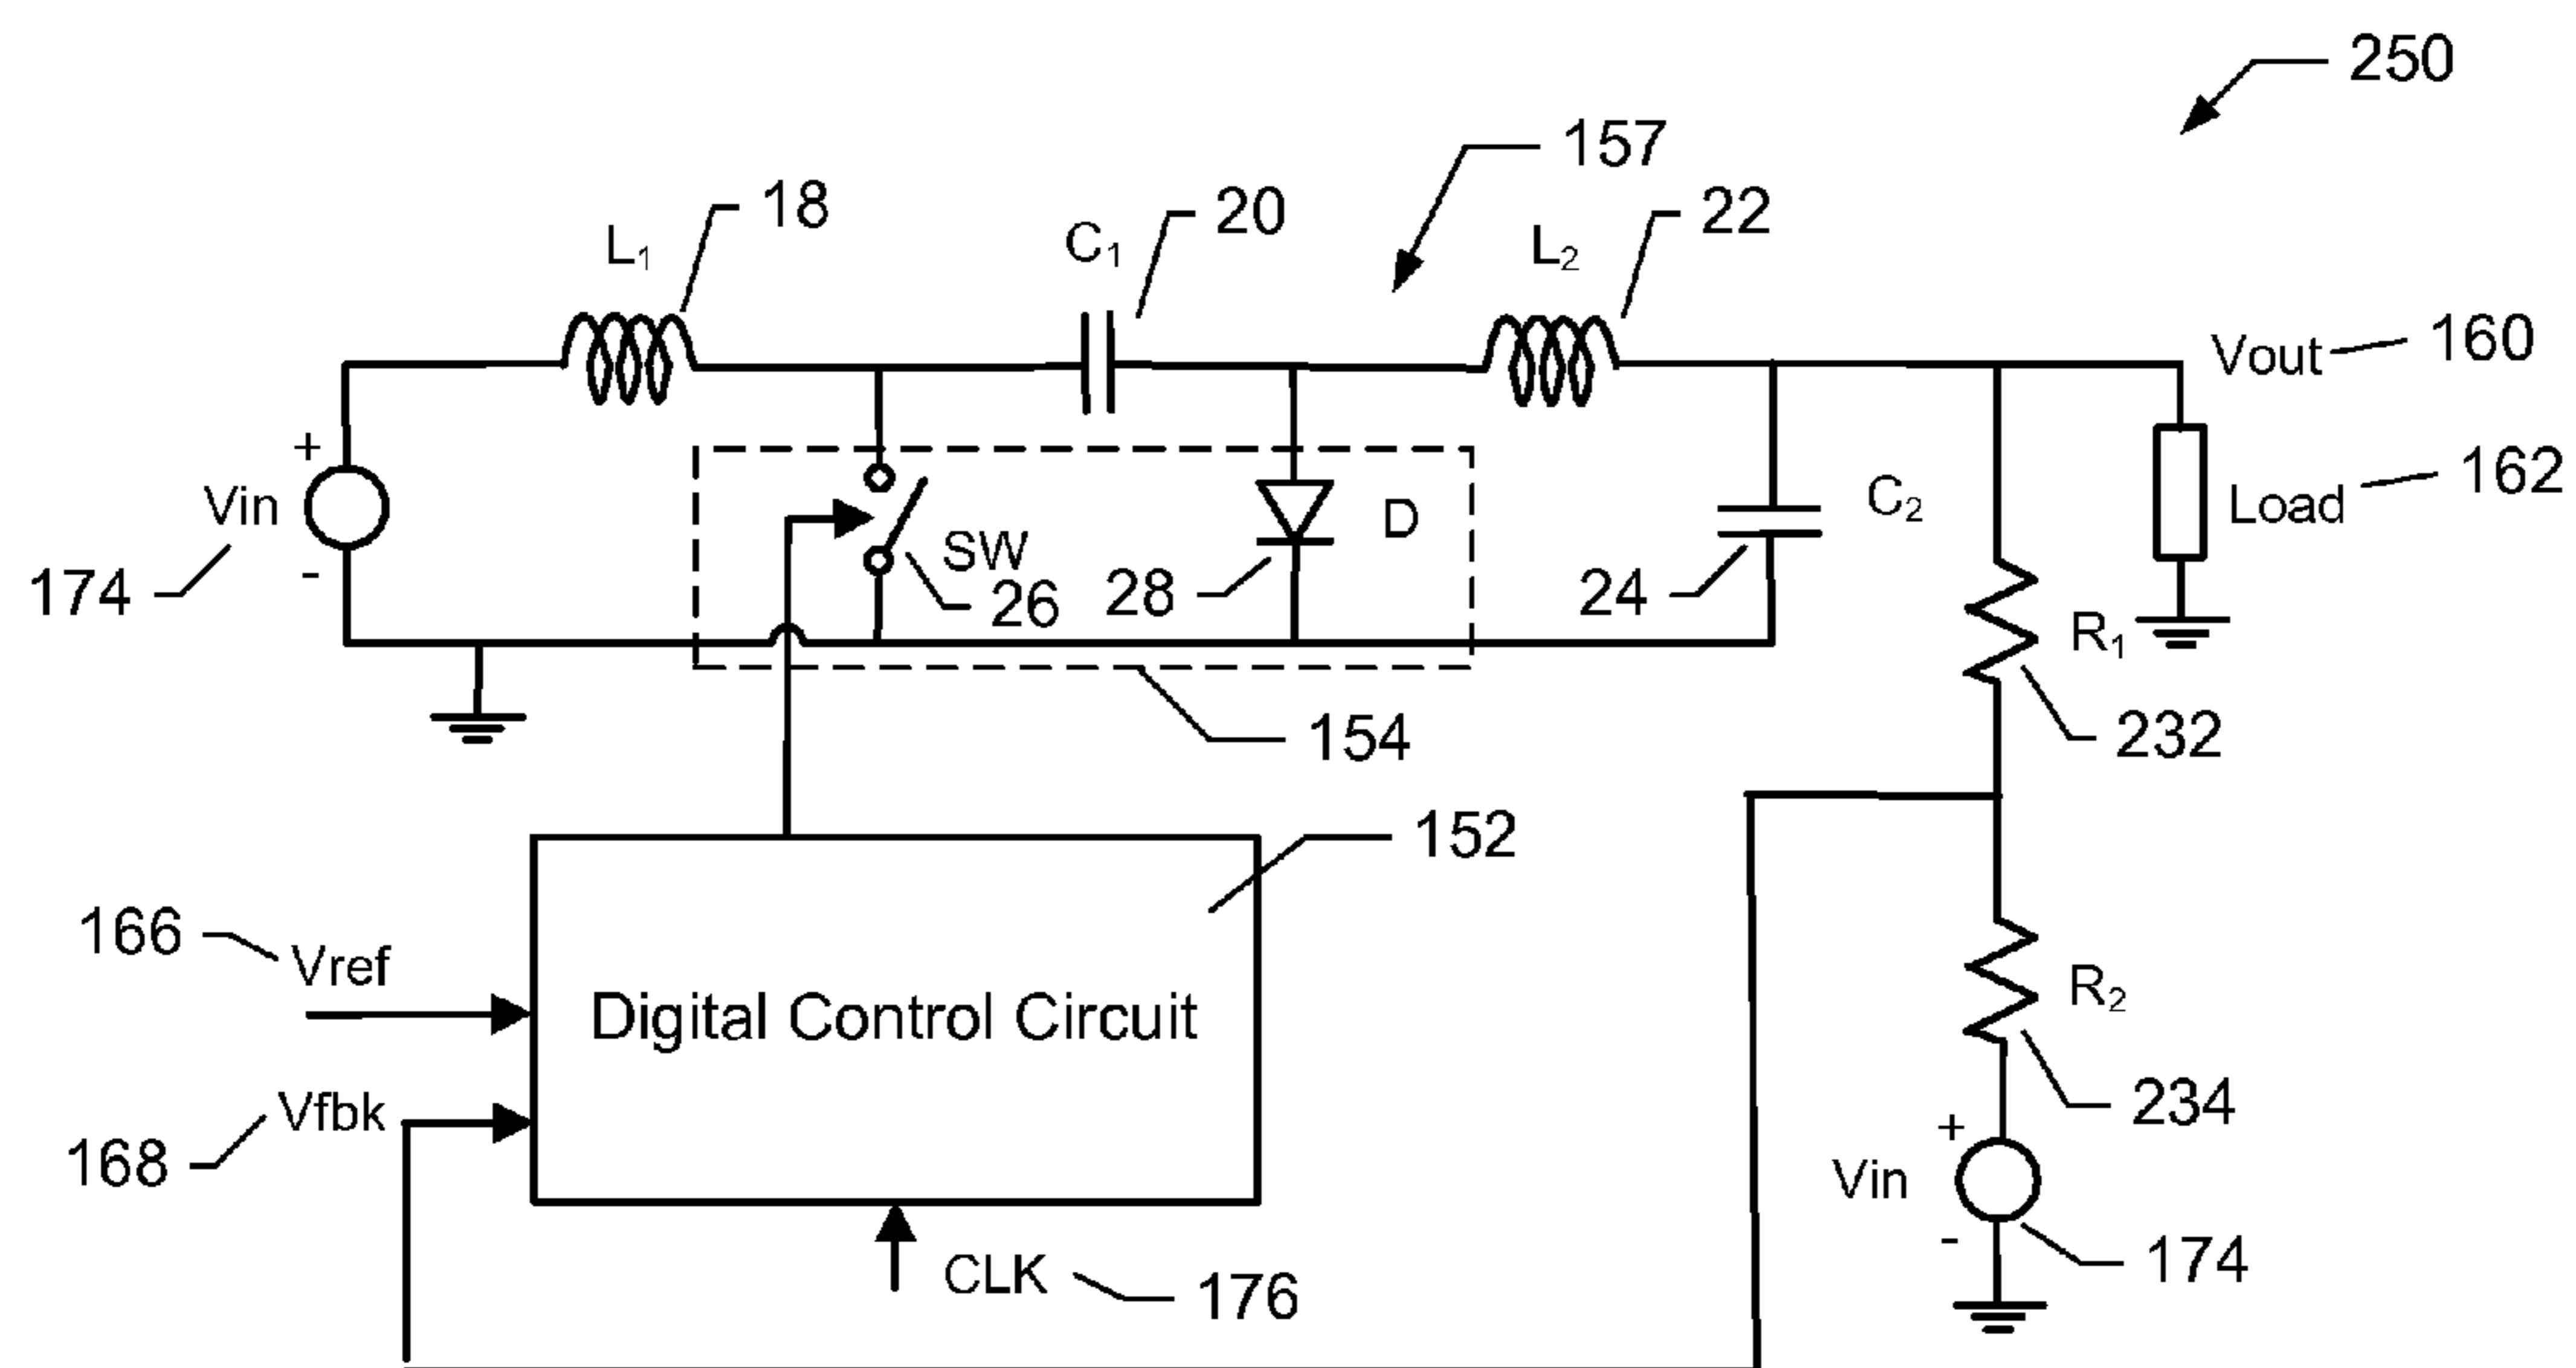 250
157
18
20
22
L1
C1
L2
Vout
160
+
Vin
-
174
SW
26
28
D
24
C2
Load
162
R1
232
154
152
166
Vref
Digital Control Circuit
R2
234
168
Vfbk
+
Vin
-
174
CLK
176